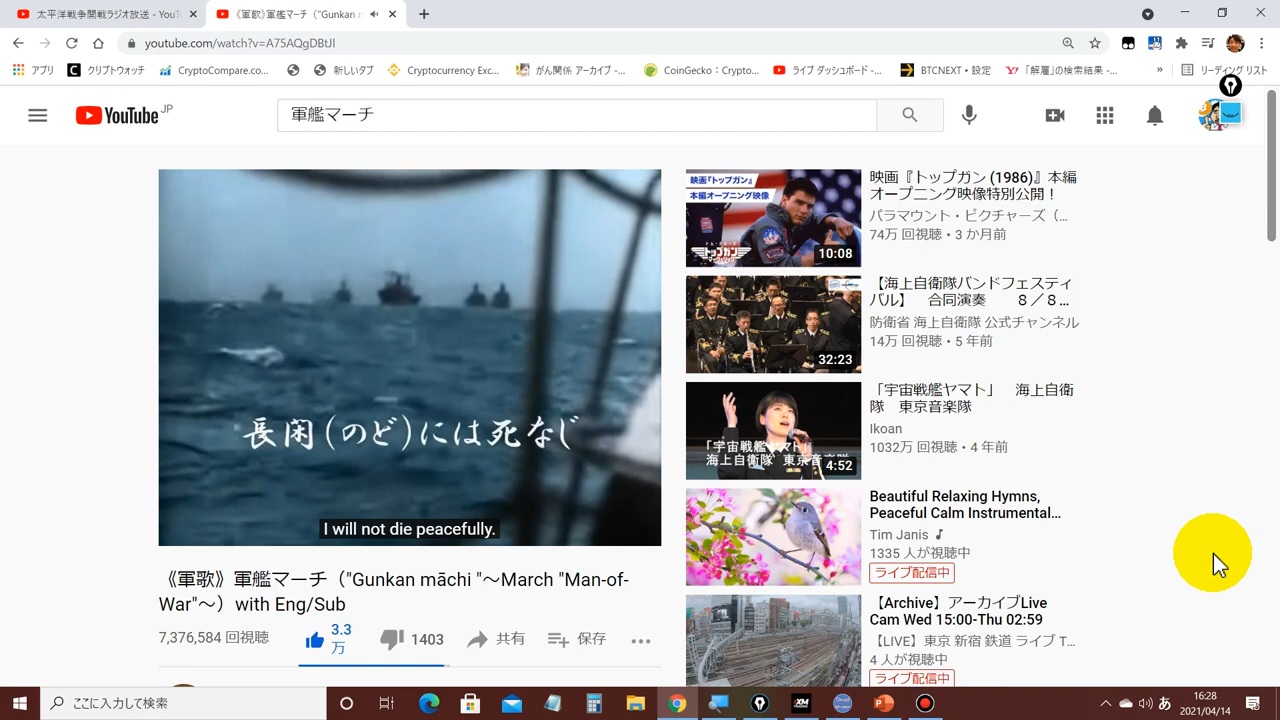 太平洋戦争開戦ラジオ放送 - YouT
《軍歌》軍艦マーチ（"Gunkan m
youtube.com/watch?v=A75AQgDBtJI
アプリ
クリプトウォッチ
CryptoCompare.co...
新しいタブ
Cryptocurrency Exc...
がん関係 アーカイブ -...
CoinGecko：Crypto...
ライブ ダッシュボード -...
BTCNEXT・設定
「解雇」の検索結果 -...
»
リーディング リスト
YouTube JP
軍艦マーチ
長閑(のど)には死なじ
I will not die peacefully.
《軍歌》軍艦マーチ（"Gunkan māchi "～March "Man-of-
War"～）with Eng/Sub
7,376,584 回視聴
3.3
万
1403
共有
保存
映画『トップガン』
本編オープニング映像
トップガン
10:08
映画『トップガン (1986)』本編
オープニング映像特別公開！
パラマウント・ピクチャーズ（...
74万 回視聴・3 か月前
32:23
【海上自衛隊バンドフェスティ
バル】　合同演奏　　８／８...
防衛省 海上自衛隊 公式チャンネル
14万 回視聴・5 年前
「宇宙戦艦ヤマト」
海上自衛隊　東京音楽隊
4:52
「宇宙戦艦ヤマト」　海上自衛
隊　東京音楽隊
Ikoan
1032万 回視聴・4 年前
Beautiful Relaxing Hymns,
Peaceful Calm Instrumental...
Tim Janis
1335 人が視聴中
ライブ配信中
【Archive】アーカイブLive
Cam Wed 15:00-Thu 02:59
【LIVE】東京 新宿 鉄道 ライブ T...
4 人が視聴中
ライブ配信中
ここに入力して検索
XM
あ
16:28
2021/04/14